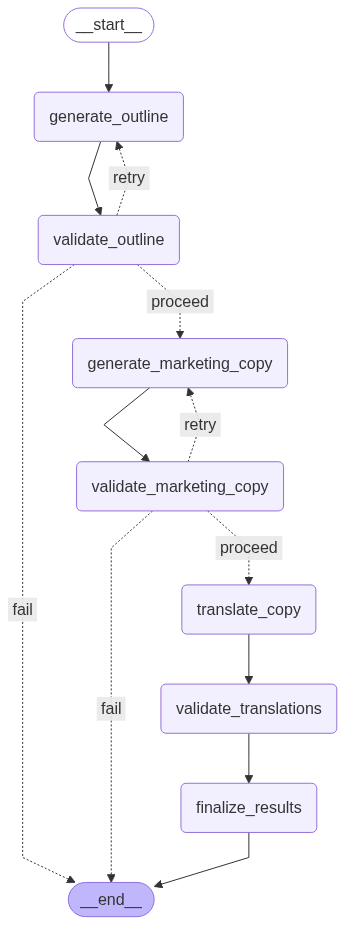 __start__
generate_outline
retry
validate_outline
proceed
generate_marketing_copy
retry
validate_marketing_copy
proceed
translate_copy
fail
validate_translations
fail
finalize_results
__end__